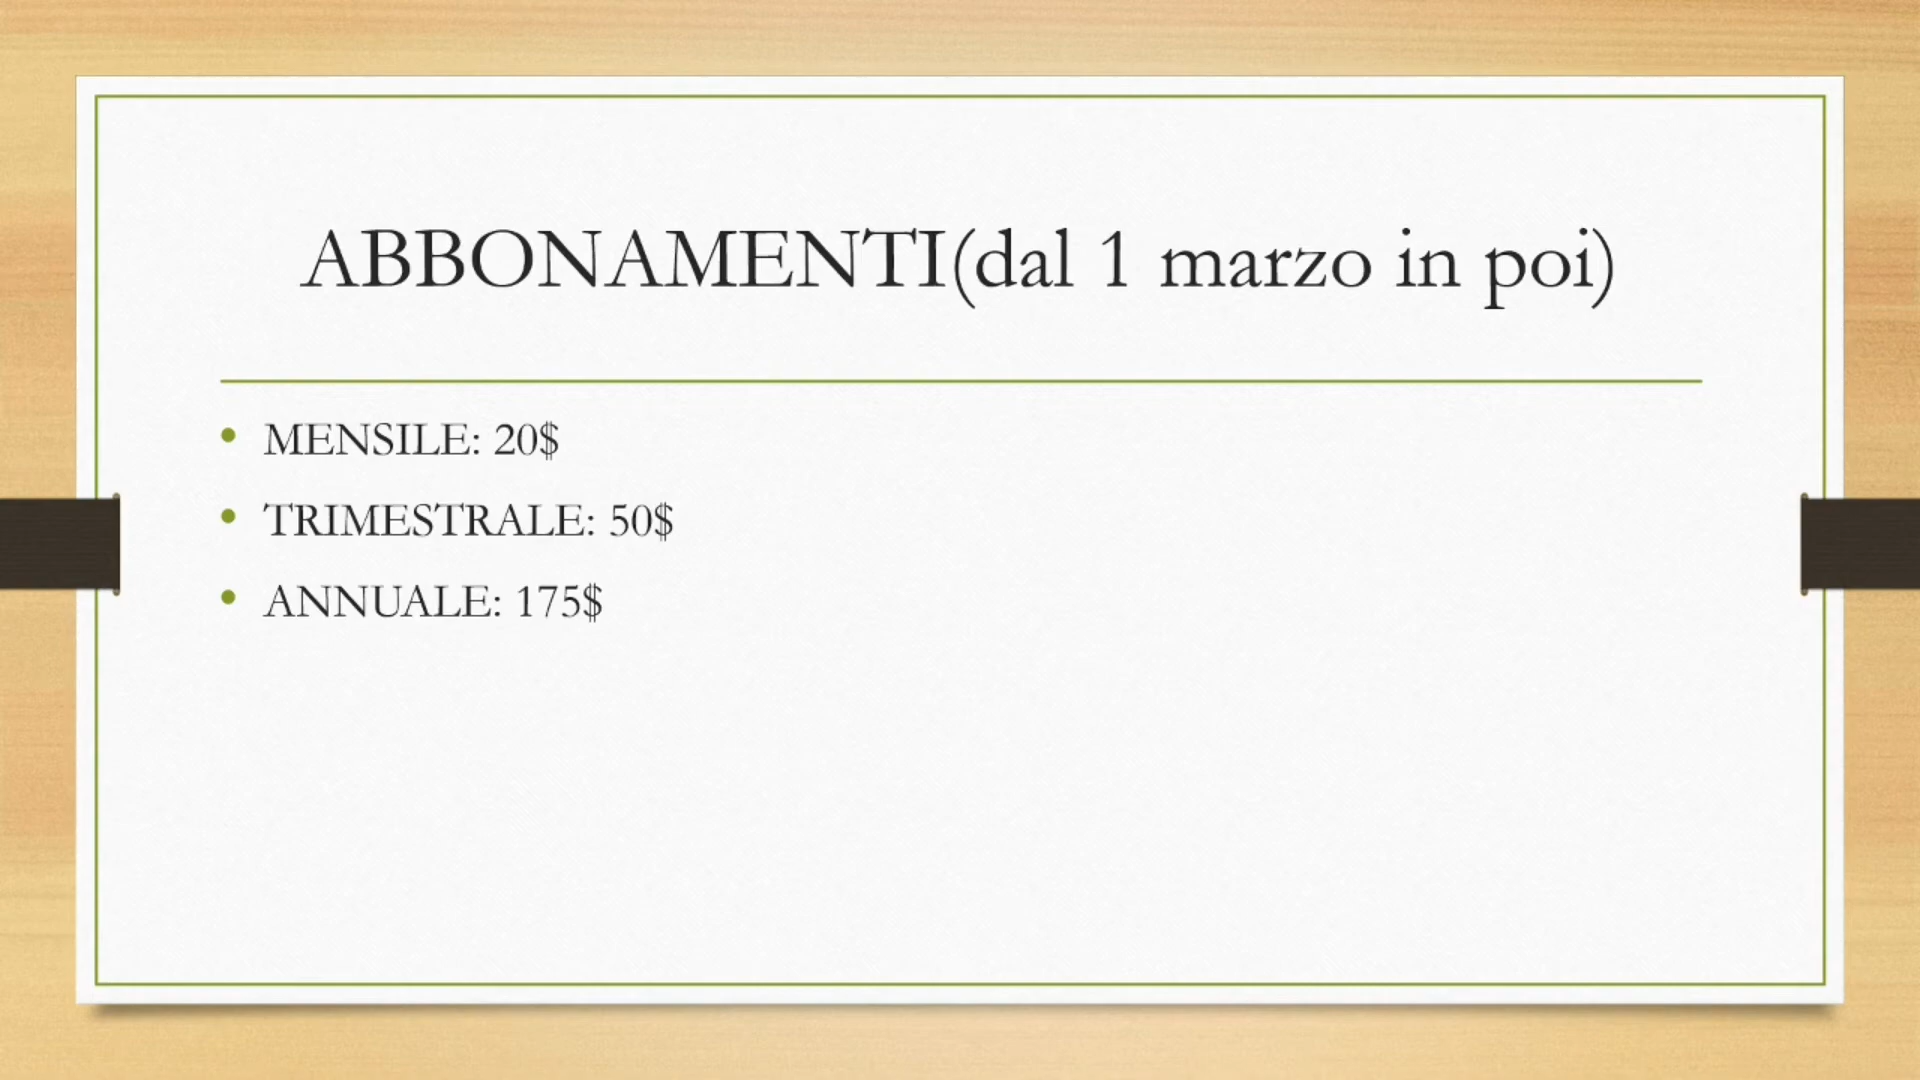 ABBONAMENTI(dal 1 marzo in poi)
• MENSILE: 20$
• TRIMESTRALE: 50$
• ANNUALE: 175$